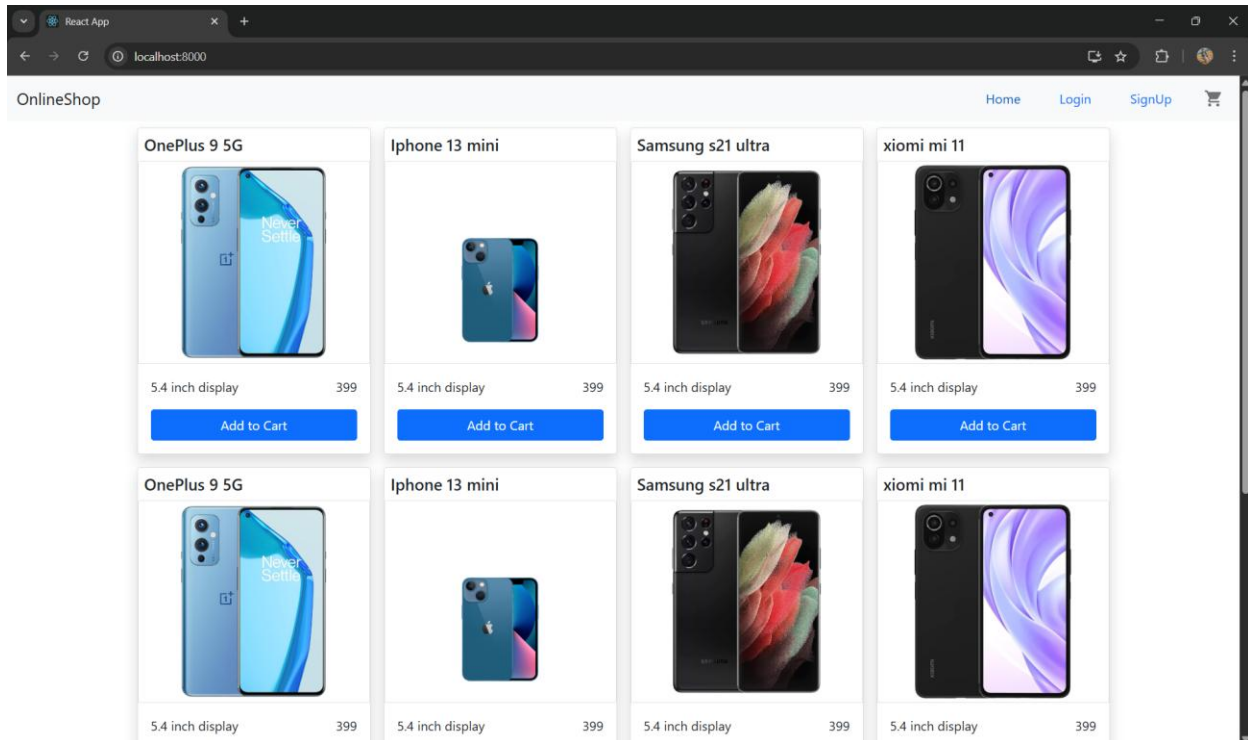 React App
localhost:8000
OnlineShop Home Login SignUp
OnePlus 9 5G Iphone 13 mini Samsung s21 ultra xiomi mi 11
Never
Settle
SAMSUNG
XIAOMI
5.4 inch display 399 5.4 inch display 399 5.4 inch display 399 5.4 inch display 399
Add to Cart Add to Cart Add to Cart Add to Cart
OnePlus 9 5G Iphone 13 mini Samsung s21 ultra xiomi mi 11
Never
Settle
5.4 inch display 399 5.4 inch display 399 5.4 inch display 399 5.4 inch display 399